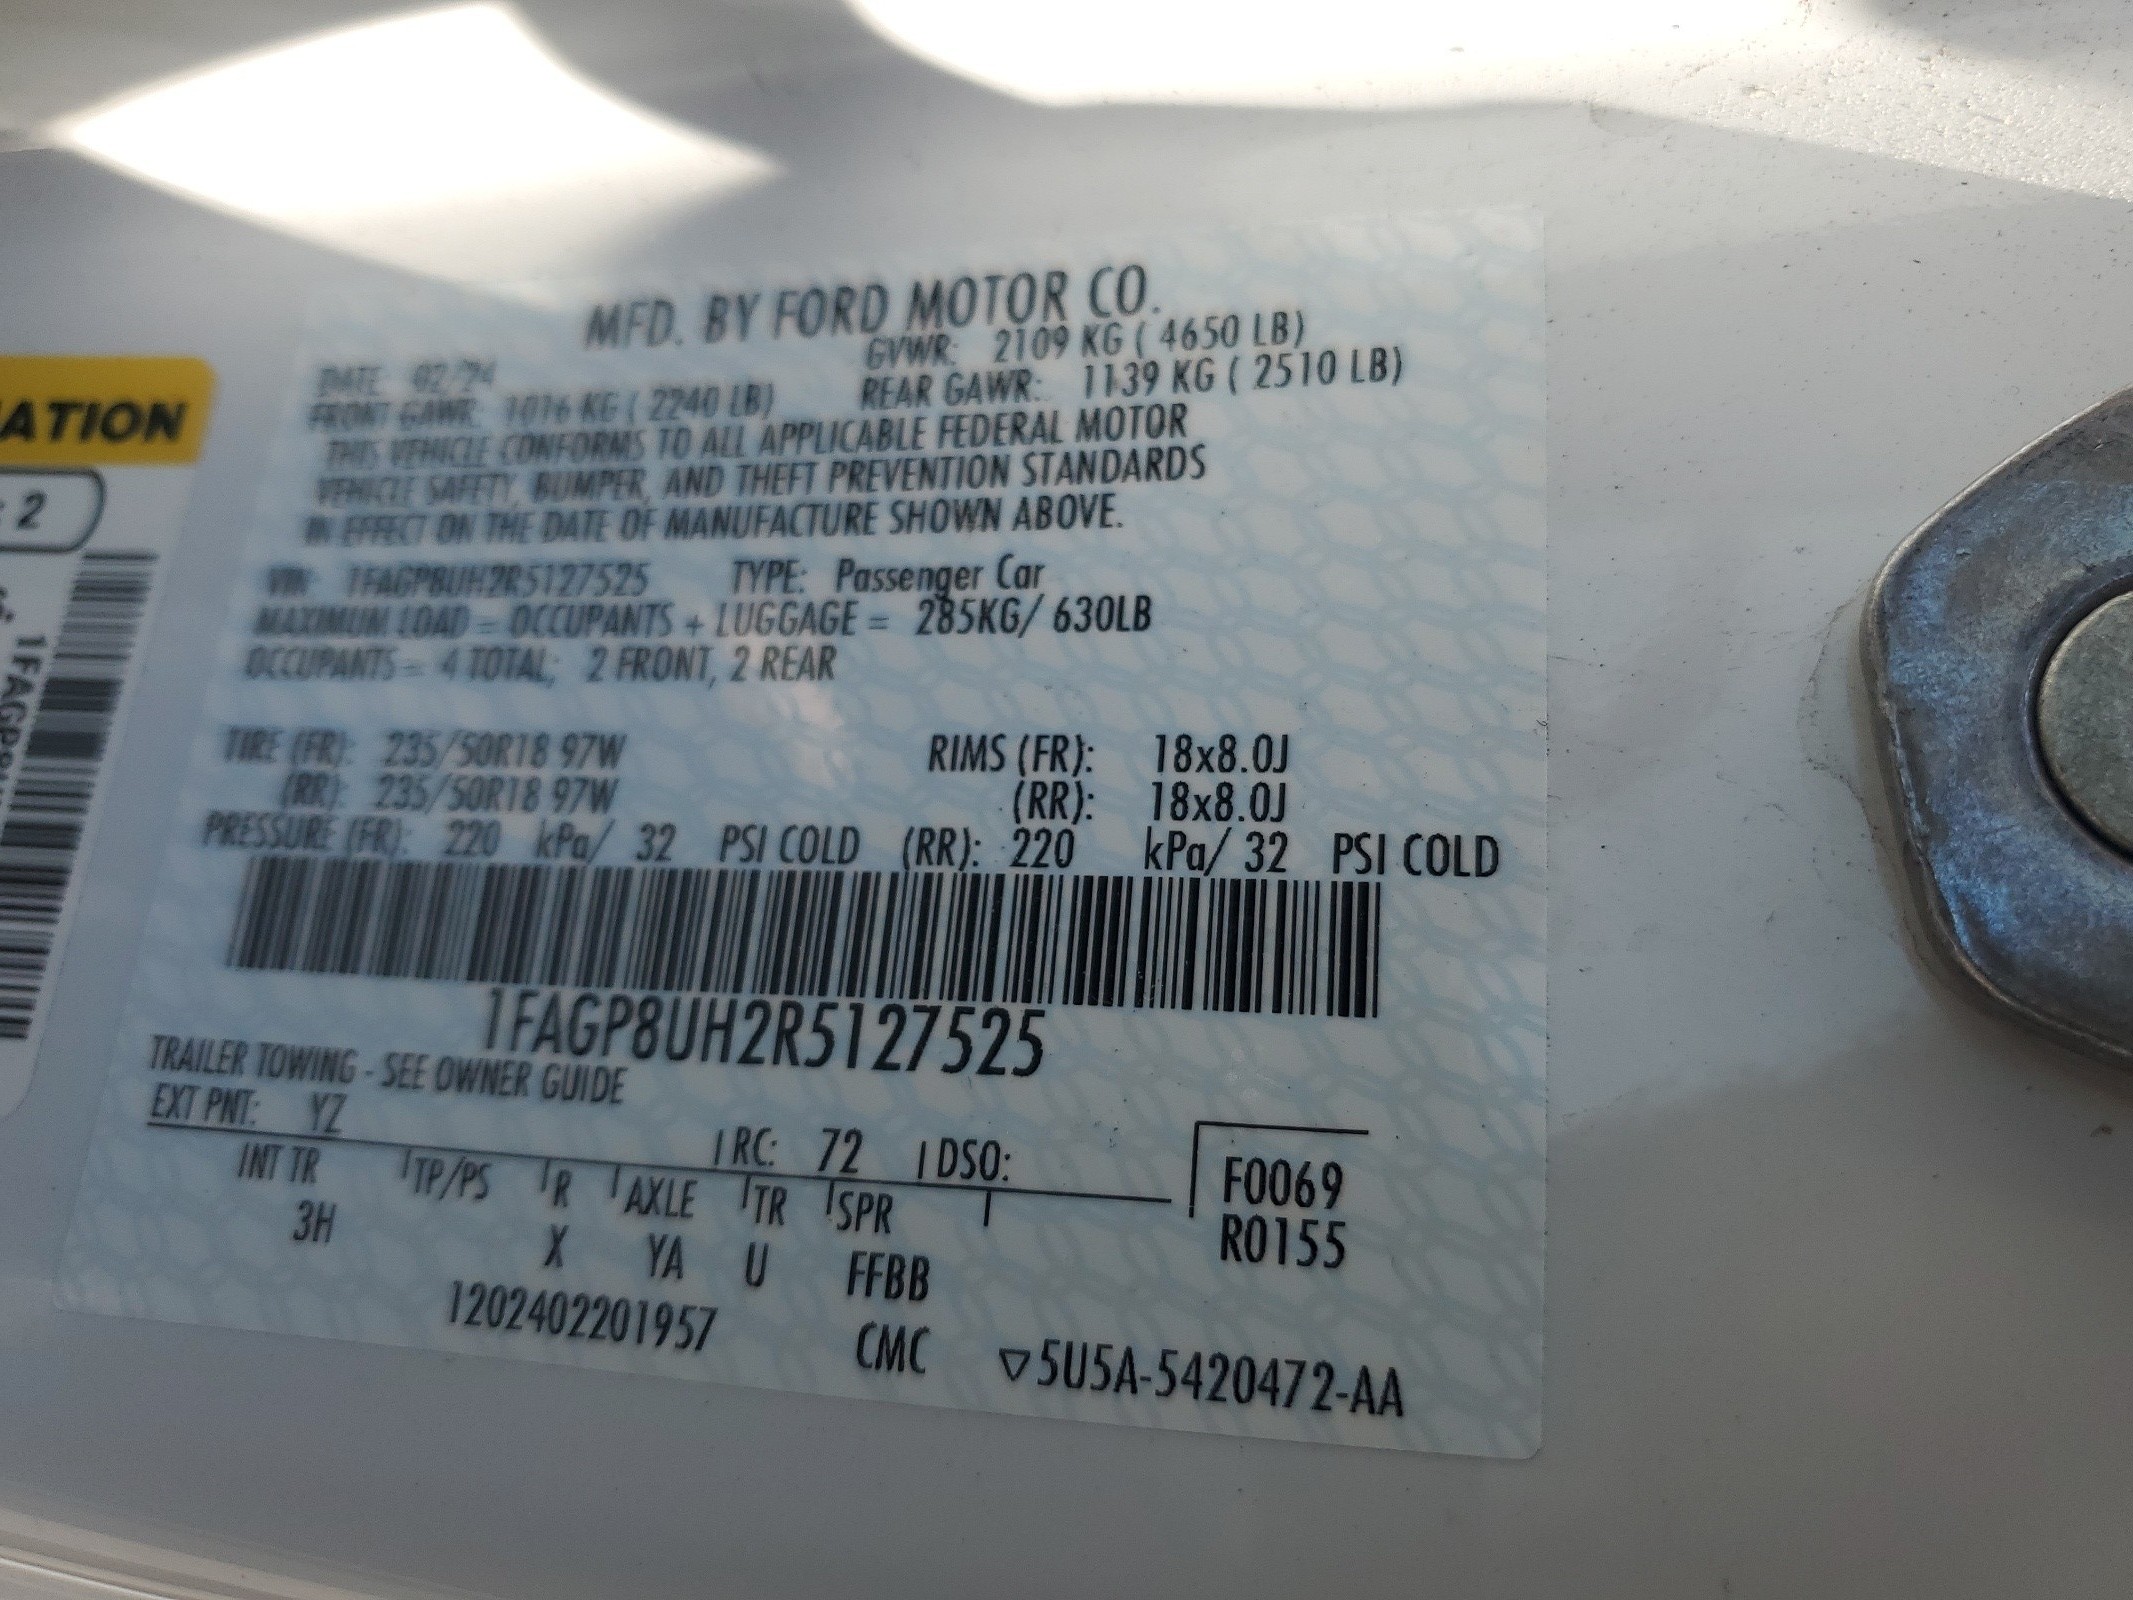 MFD. BY FORD MOTOR CO.
DATE: 02/24 GVWR: 2109 KG ( 4650 LB)
FRONT GAWR: 1016 KG ( 2240 LB) REAR GAWR: 1139 KG ( 2510 LB)
THIS VEHICLE CONFORMS TO ALL APPLICABLE FEDERAL MOTOR
VEHICLE SAFETY, BUMPER, AND THEFT PREVENTION STANDARDS
IN EFFECT ON THE DATE OF MANUFACTURE SHOWN ABOVE.
VIN: 1FAGP8UH2R5127525 TYPE: Passenger Car
MAXIMUM LOAD = OCCUPANTS + LUGGAGE = 285KG/ 630LB
OCCUPANTS = 4 TOTAL; 2 FRONT, 2 REAR
TIRE (FR): 235/50R18 97W RIMS (FR): 18x8.0J
(RR): 235/50R18 97W (RR): 18x8.0J
PRESSURE (FR): 220 kPa/ 32 PSI COLD (RR): 220 kPa/ 32 PSI COLD
1FAGP8UH2R5127525
TRAILER TOWING - SEE OWNER GUIDE
EXT PNT: YZ RC: 72 DSO:
INT TR TP/PS R AXLE TR SPR F0069
3H X YA U FFBB R0155
1202402201957 CMC ▽5U5A-5420472-AA
ATION
: 2
1FAGP8U